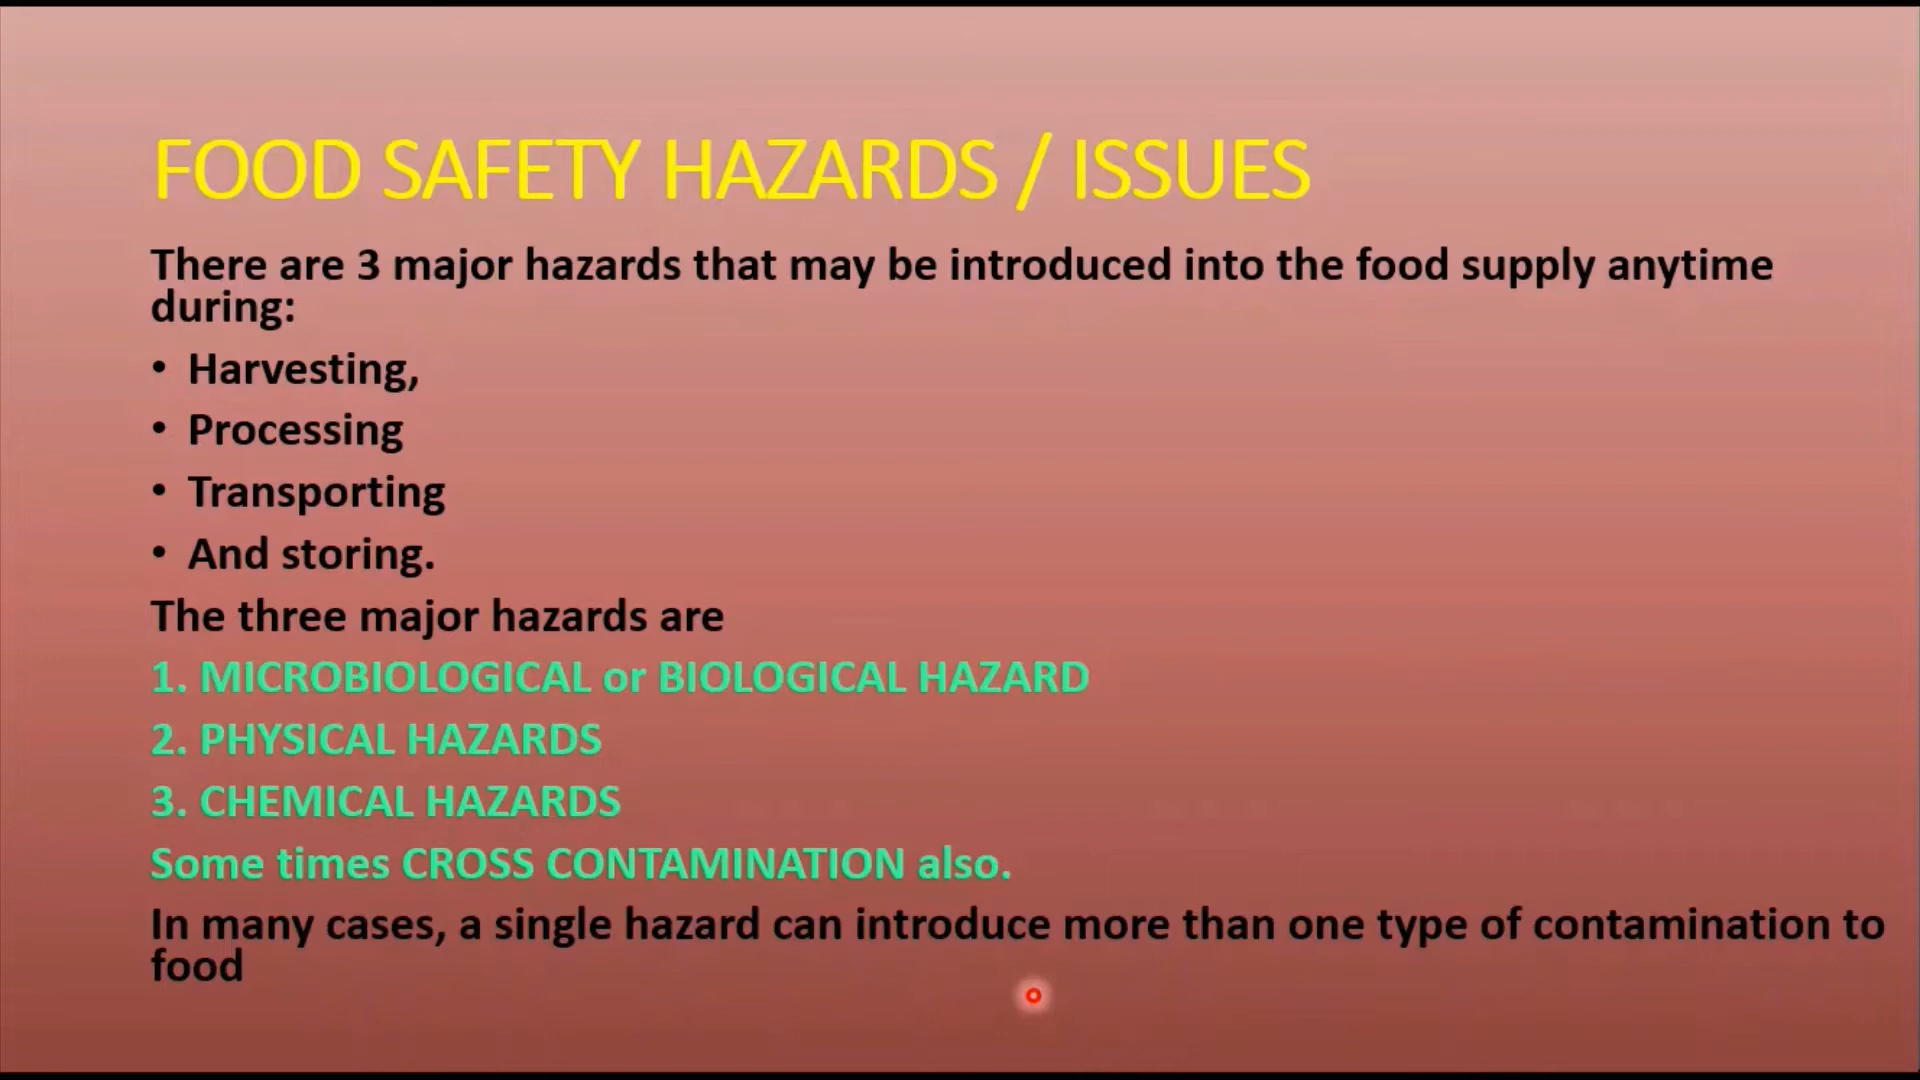 FOOD SAFETY HAZARDS / ISSUES
There are 3 major hazards that may be introduced into the food supply anytime
during:
• Harvesting,
• Processing
• Transporting
• And storing.
The three major hazards are
1. MICROBIOLOGICAL or BIOLOGICAL HAZARD
2. PHYSICAL HAZARDS
3. CHEMICAL HAZARDS
Some times CROSS CONTAMINATION also.
In many cases, a single hazard can introduce more than one type of contamination to
food